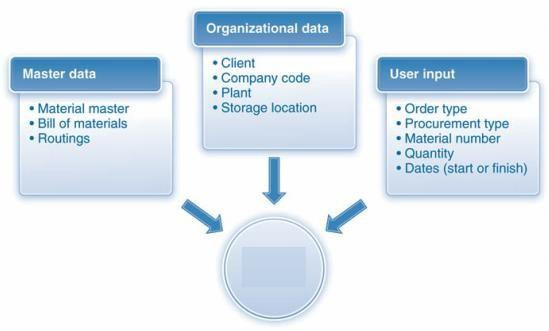 Organizational data
• Client
• Company code
• Plant
• Storage location
Master data
• Material master
• Bill of materials
• Routings
User input
• Order type
• Procurement type
• Material number
• Quantity
• Dates (start or finish)